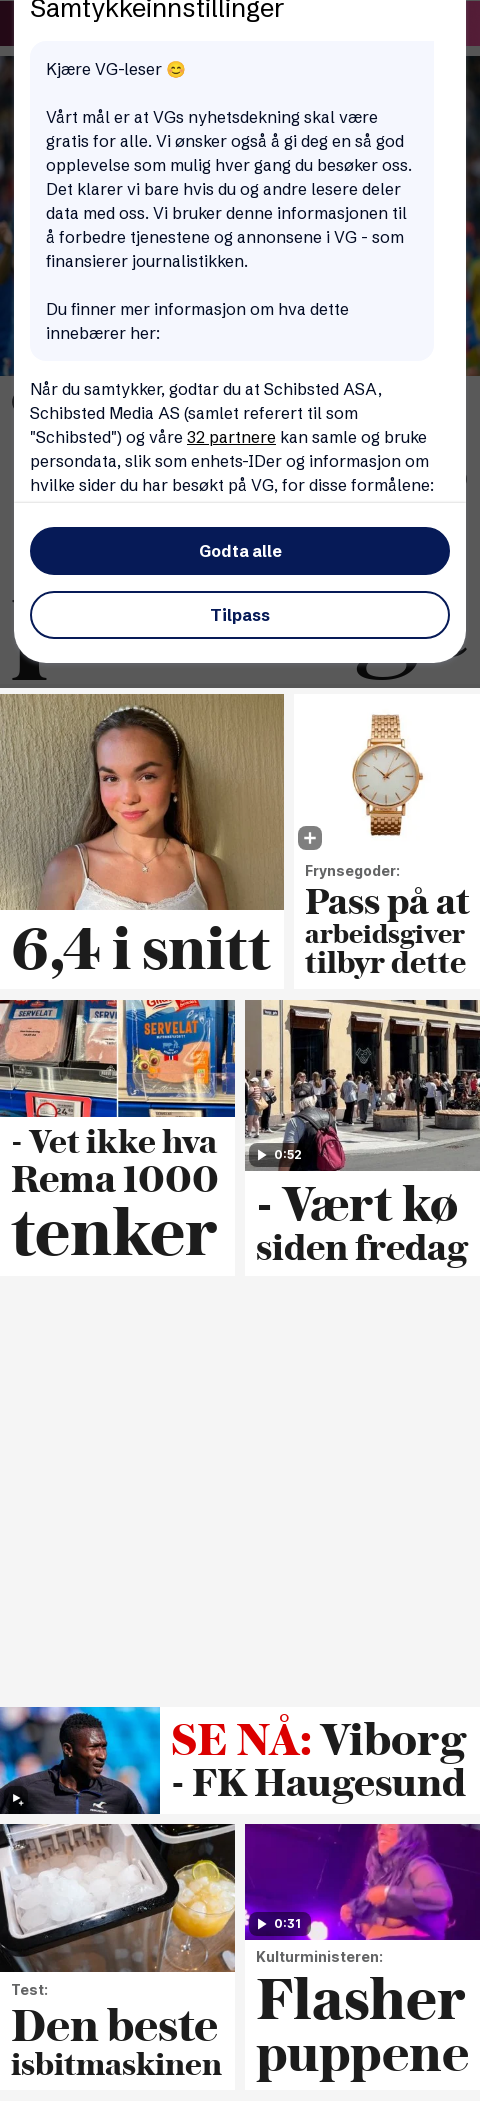 Samtykkeinnstillinger
Kjære VG-leser 😊
Vårt mål er at VGs nyhetsdekning skal være
gratis for alle. Vi ønsker også å gi deg en så god
opplevelse som mulig hver gang du besøker oss.
Det klarer vi bare hvis du og andre lesere deler
data med oss. Vi bruker denne informasjonen til
å forbedre tjenestene og annonsene i VG - som
finansierer journalistikken.
Du finner mer informasjon om hva dette
innebærer her:
Når du samtykker, godtar du at Schibsted ASA,
Schibsted Media AS (samlet referert til som
"Schibsted") og våre 32 partnere kan samle og bruke
persondata, slik som enhets-IDer og informasjon om
hvilke sider du har besøkt på VG, for disse formålene:
Godta alle
Tilpass
6,4 i snitt
Frynsegoder:
Pass på at
arbeidsgiver
tilbyr dette
SERVELAT
SERVELAT
- Vet ikke hva
Rema 1000
tenker
0:52
- Vært kø
siden fredag
SE NÅ: Viborg
- FK Haugesund
Test:
Den beste
isbitmaskinen
0:31
Kulturministeren:
Flasher
puppene